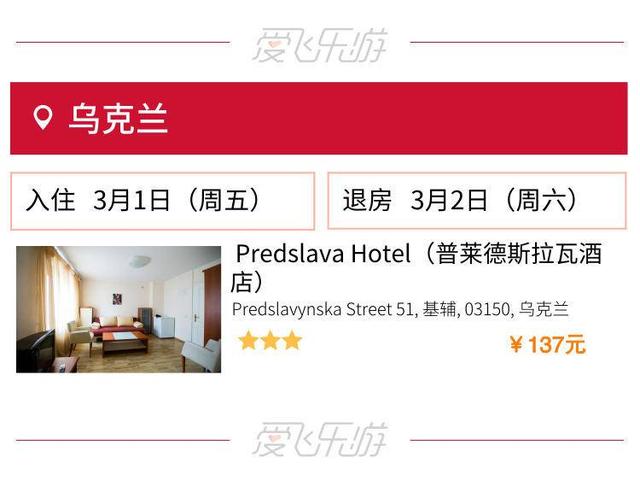 爱飞乐游
乌克兰
入住 3月1日（周五）
退房 3月2日（周六）
Predslava Hotel（普莱德斯拉瓦酒
店）
Predslavynska Street 51, 基辅, 03150, 乌克兰
¥137元
爱飞乐游